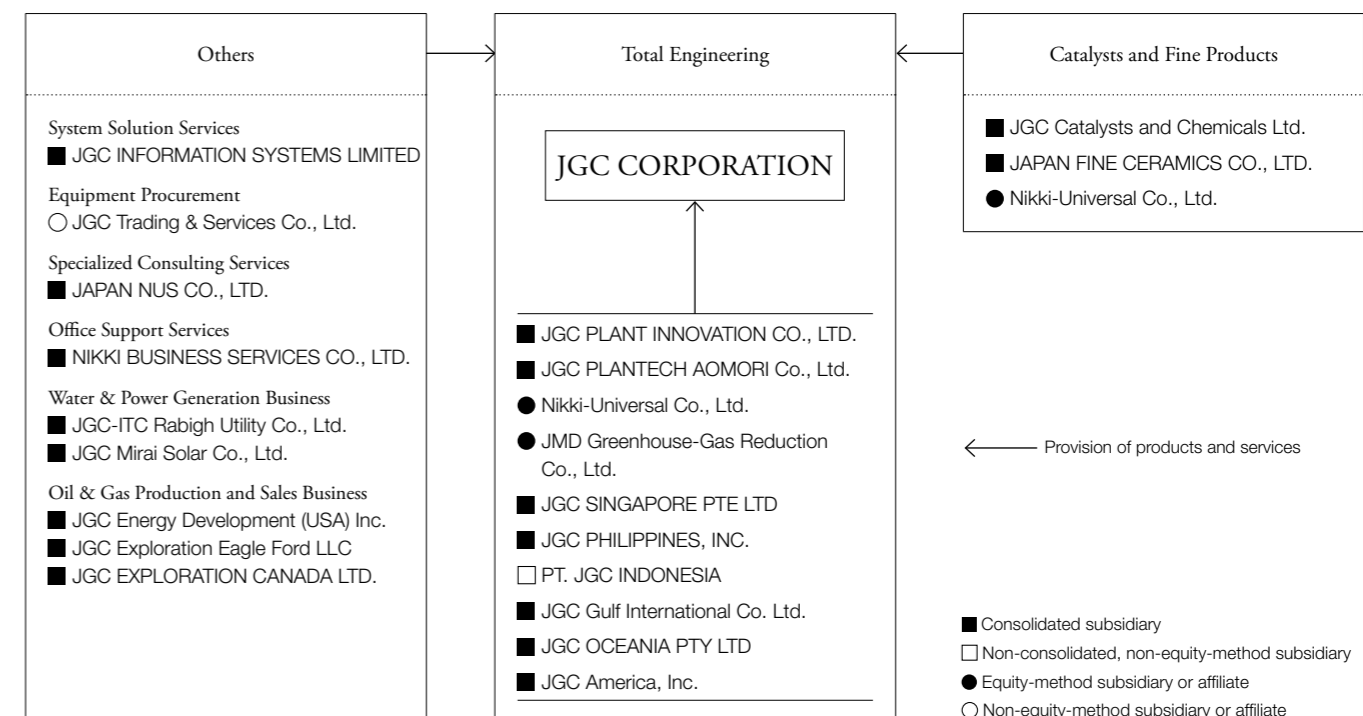 Others
System Solution Services
■ JGC INFORMATION SYSTEMS LIMITED
Equipment Procurement
○ JGC Trading & Services Co., Ltd.
Specialized Consulting Services
■ JAPAN NUS CO., LTD.
Office Support Services
■ NIKKI BUSINESS SERVICES CO., LTD.
Water & Power Generation Business
■ JGC-ITC Rabigh Utility Co., Ltd.
■ JGC Mirai Solar Co., Ltd.
Oil & Gas Production and Sales Business
■ JGC Energy Development (USA) Inc.
■ JGC Exploration Eagle Ford LLC
■ JGC EXPLORATION CANADA LTD.
Total Engineering
JGC CORPORATION
■ JGC PLANT INNOVATION CO., LTD.
■ JGC PLANTECH AOMORI Co., Ltd.
● Nikki-Universal Co., Ltd.
● JMD Greenhouse-Gas Reduction
Co., Ltd.
■ JGC SINGAPORE PTE LTD
■ JGC PHILIPPINES, INC.
□ PT. JGC INDONESIA
■ JGC Gulf International Co. Ltd.
■ JGC OCEANIA PTY LTD
■ JGC America, Inc.
Catalysts and Fine Products
■ JGC Catalysts and Chemicals Ltd.
■ JAPAN FINE CERAMICS CO., LTD.
● Nikki-Universal Co., Ltd.
Provision of products and services
■ Consolidated subsidiary
□ Non-consolidated, non-equity-method subsidiary
● Equity-method subsidiary or affiliate
○ Non-equity-method subsidiary or affiliate